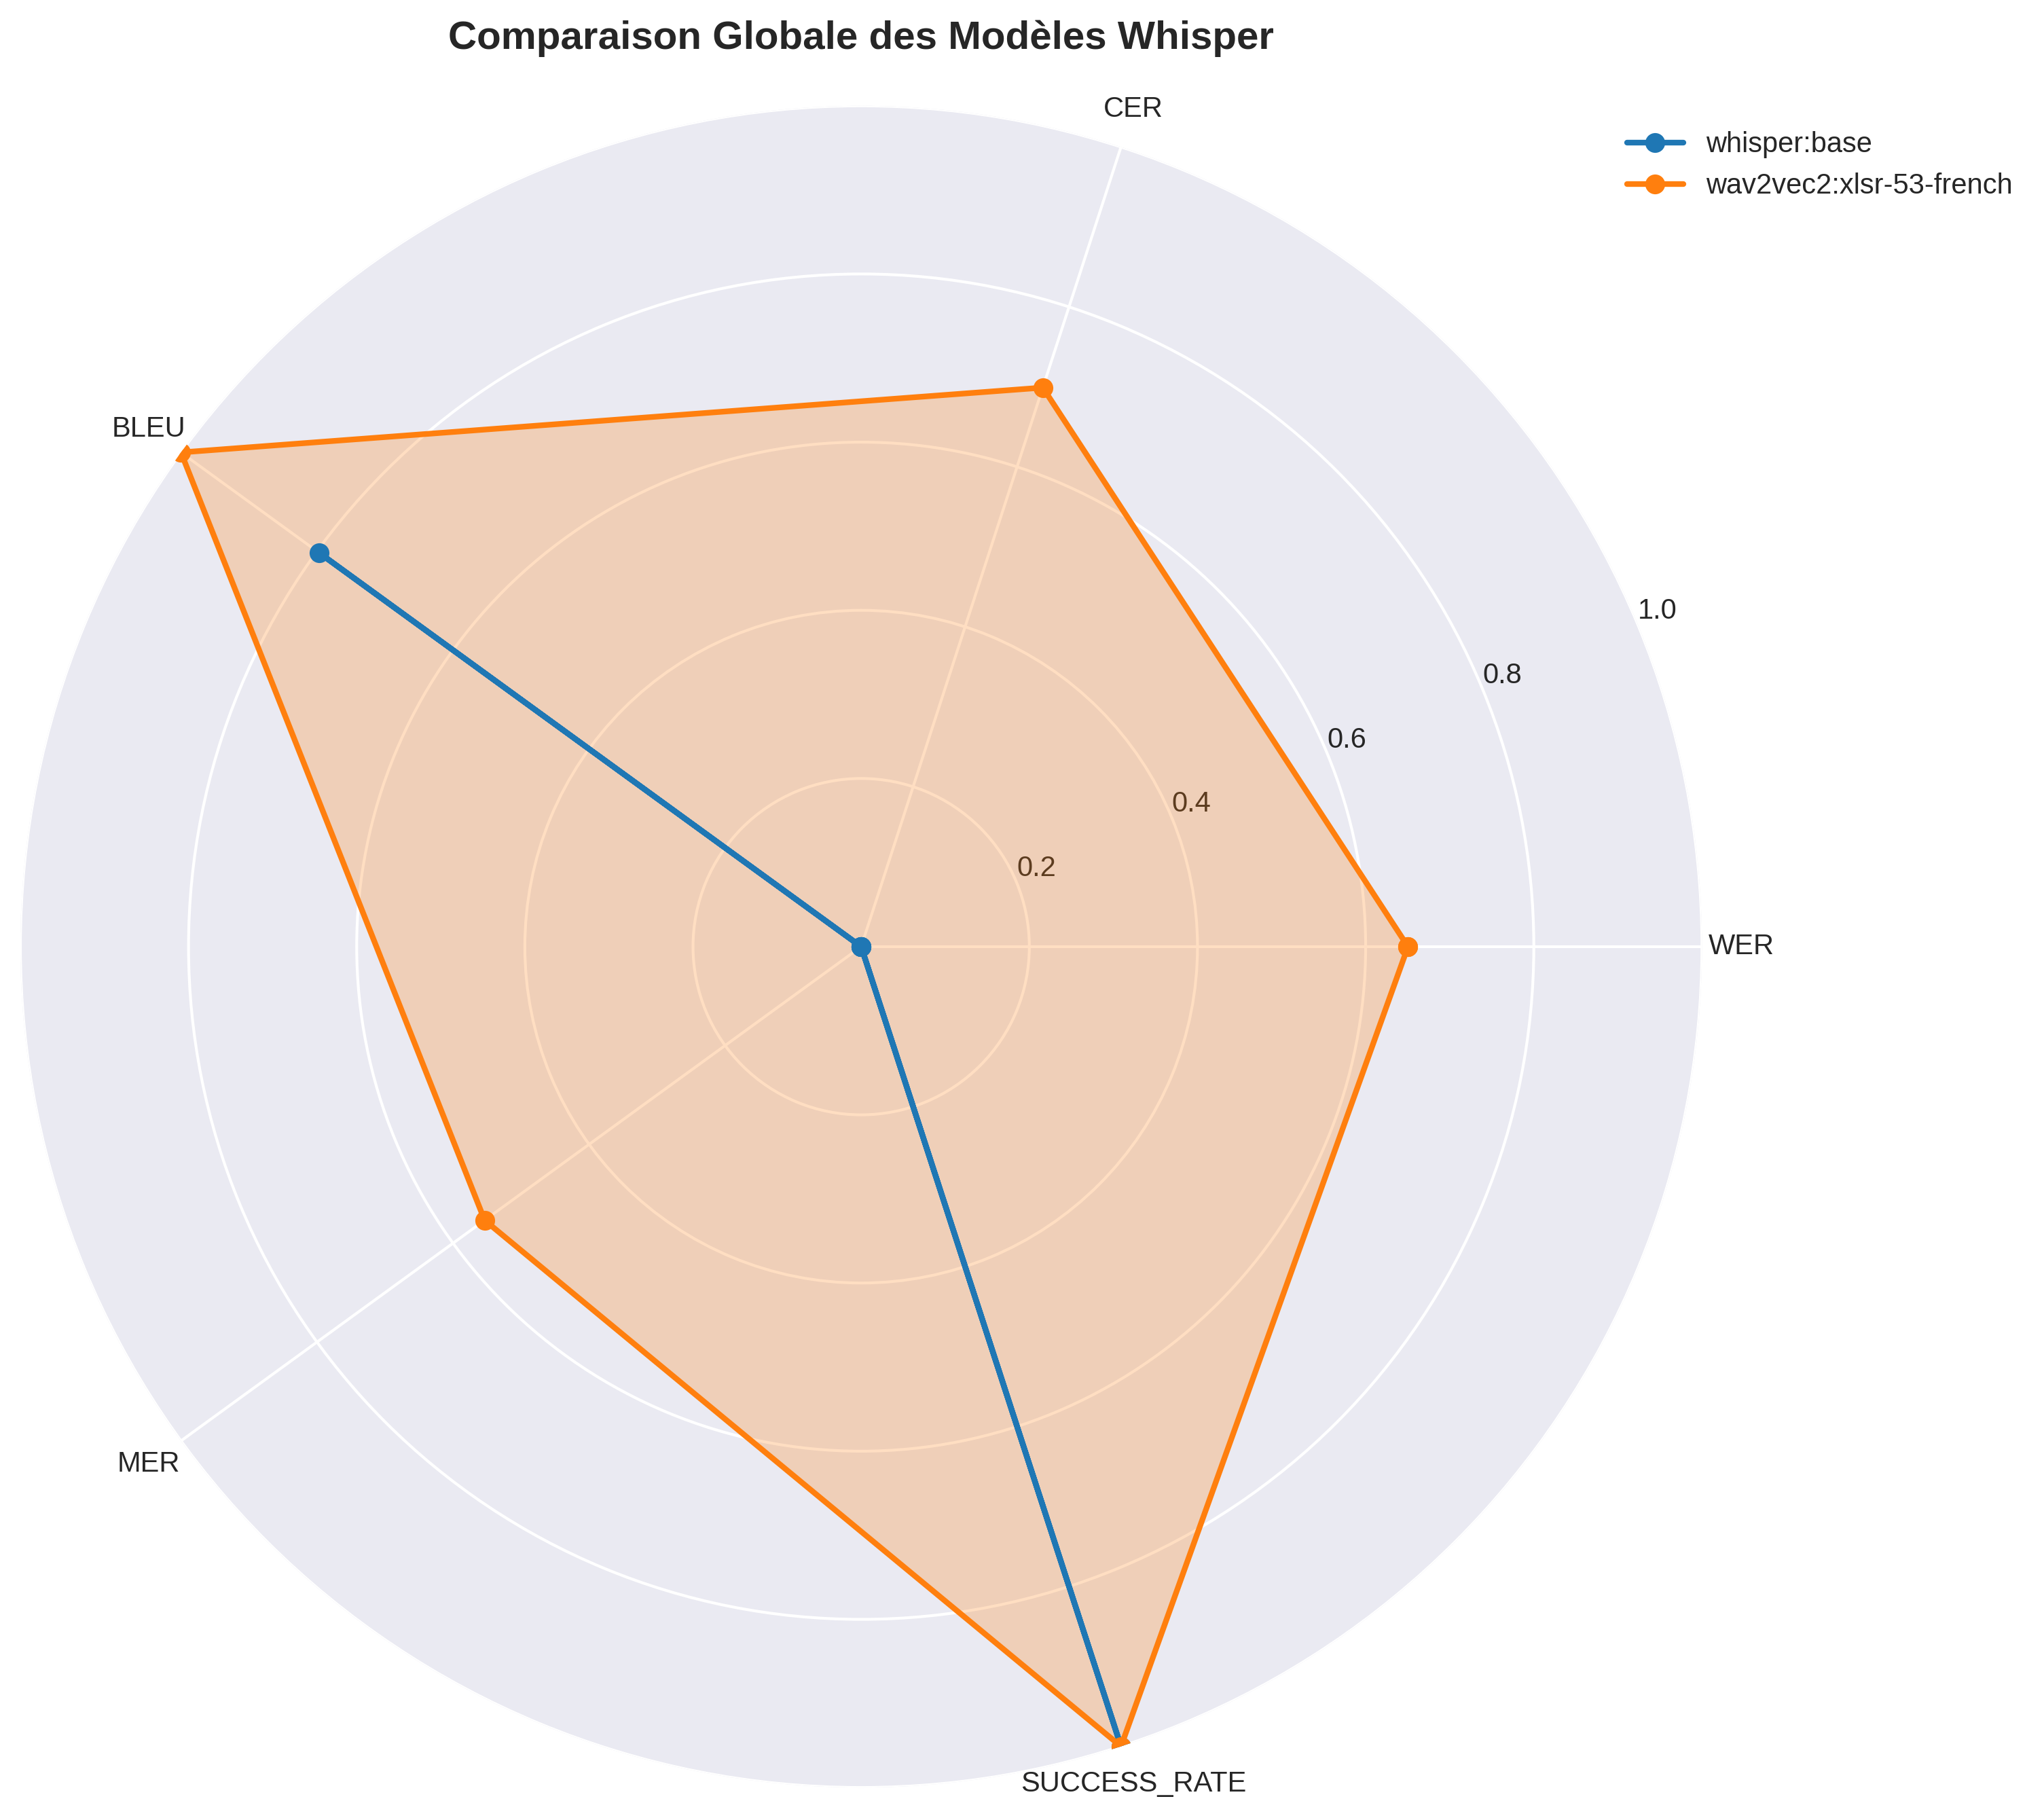 Comparaison Globale des Modèles Whisper
CER
whisper:base
wav2vec2:xlsr-53-french
BLEU
1.0
0.8
0.6
0.4
0.2
WER
MER
SUCCESS_RATE